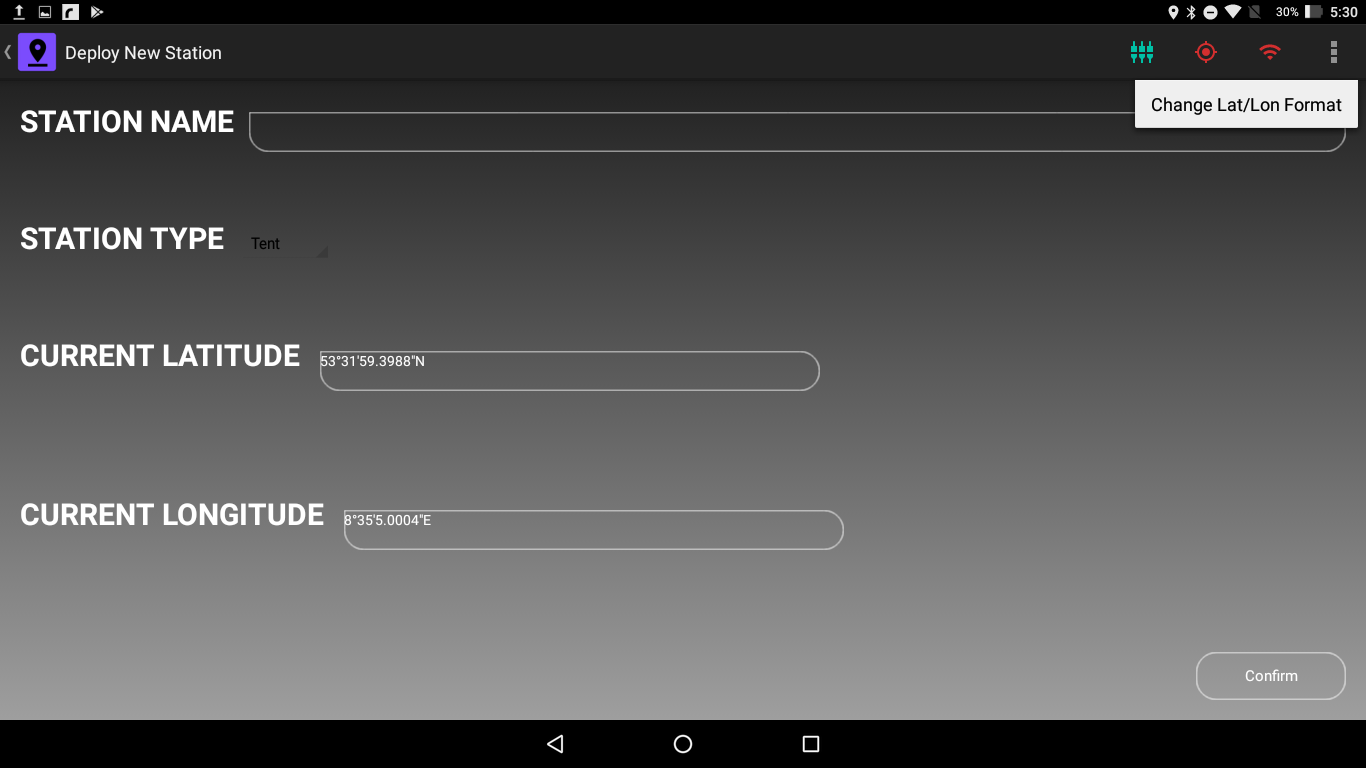 30% 5:30
Deploy New Station
Change Lat/Lon Format
STATION NAME
STATION TYPE Tent
CURRENT LATITUDE 53°31'59.3988"N
CURRENT LONGITUDE 8°35'5.0004"E
Confirm